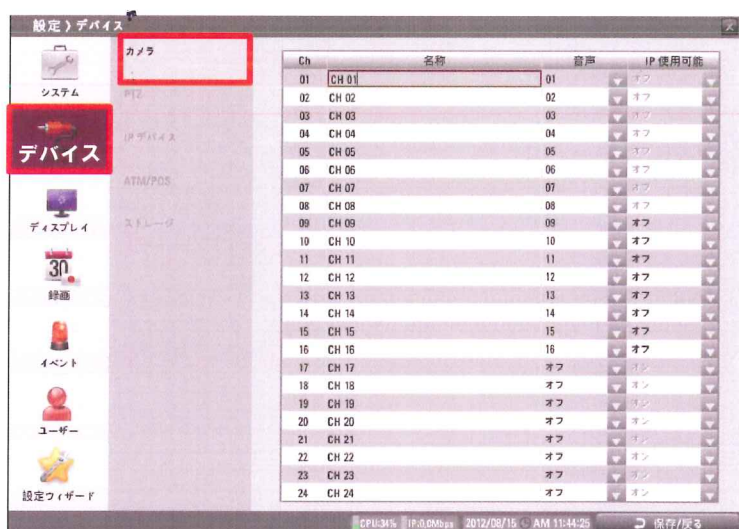 設定 〉デバイス
システム
デバイス
ディスプレイ
30
録画
イベント
ユーザー
設定ウィザード
カメラ
PTZ
IP デバイス
ATM/POS
ストレージ
Ch 名称 音声 IP 使用可能
01 CH 01 01 オフ
02 CH 02 02 オフ
03 CH 03 03 オフ
04 CH 04 04 オフ
05 CH 05 05 オフ
06 CH 06 06 オフ
07 CH 07 07 オフ
08 CH 08 08 オフ
09 CH 09 09 オフ
10 CH 10 10 オフ
11 CH 11 11 オフ
12 CH 12 12 オフ
13 CH 13 13 オフ
14 CH 14 14 オフ
15 CH 15 15 オフ
16 CH 16 16 オフ
17 CH 17 オフ オン
18 CH 18 オフ オン
19 CH 19 オフ オン
20 CH 20 オフ オン
21 CH 21 オフ オン
22 CH 22 オフ オン
23 CH 23 オフ オン
24 CH 24 オフ オン
CPU:34% IP:0.0Mbps 2012/08/15 AM 11:44:25 保存/戻る